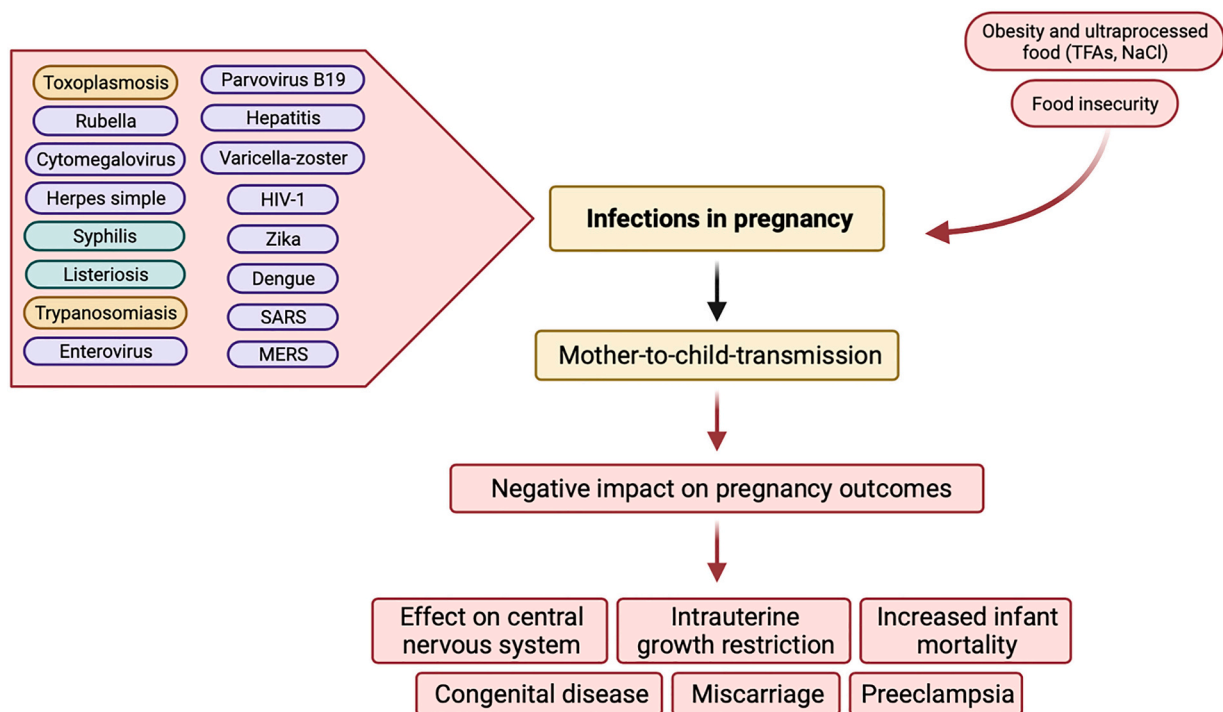 Toxoplasmosis
Rubella
Cytomegalovirus
Herpes simple
Syphilis
Listeriosis
Trypanosomiasis
Enterovirus
Parvovirus B19
Hepatitis
Varicella-zoster
HIV-1
Zika
Dengue
SARS
MERS
Obesity and ultraprocessed
food (TFAs, NaCl)
Food insecurity
Infections in pregnancy
Mother-to-child-transmission
Negative impact on pregnancy outcomes
Effect on central
nervous system
Intrauterine
growth restriction
Increased infant
mortality
Congenital disease
Miscarriage
Preeclampsia